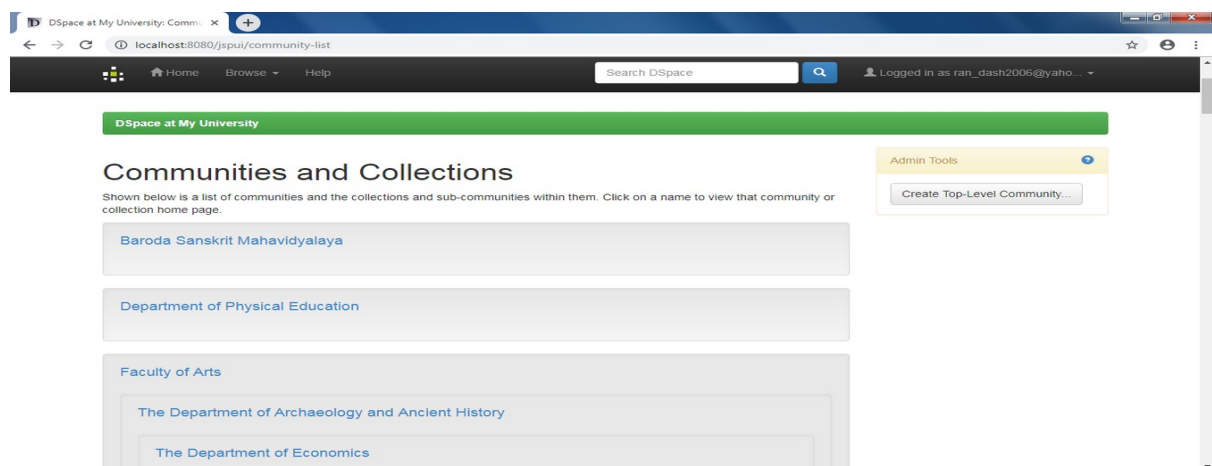 DSpace at My University: Commu
localhost:8080/jspui/community-list
Home Browse Help Search DSpace Logged in as ran_dash2006@yaho...
DSpace at My University
Communities and Collections
Shown below is a list of communities and the collections and sub-communities within them. Click on a name to view that community or
collection home page.
Admin Tools
Create Top-Level Community...
Baroda Sanskrit Mahavidyalaya
Department of Physical Education
Faculty of Arts
The Department of Archaeology and Ancient History
The Department of Economics